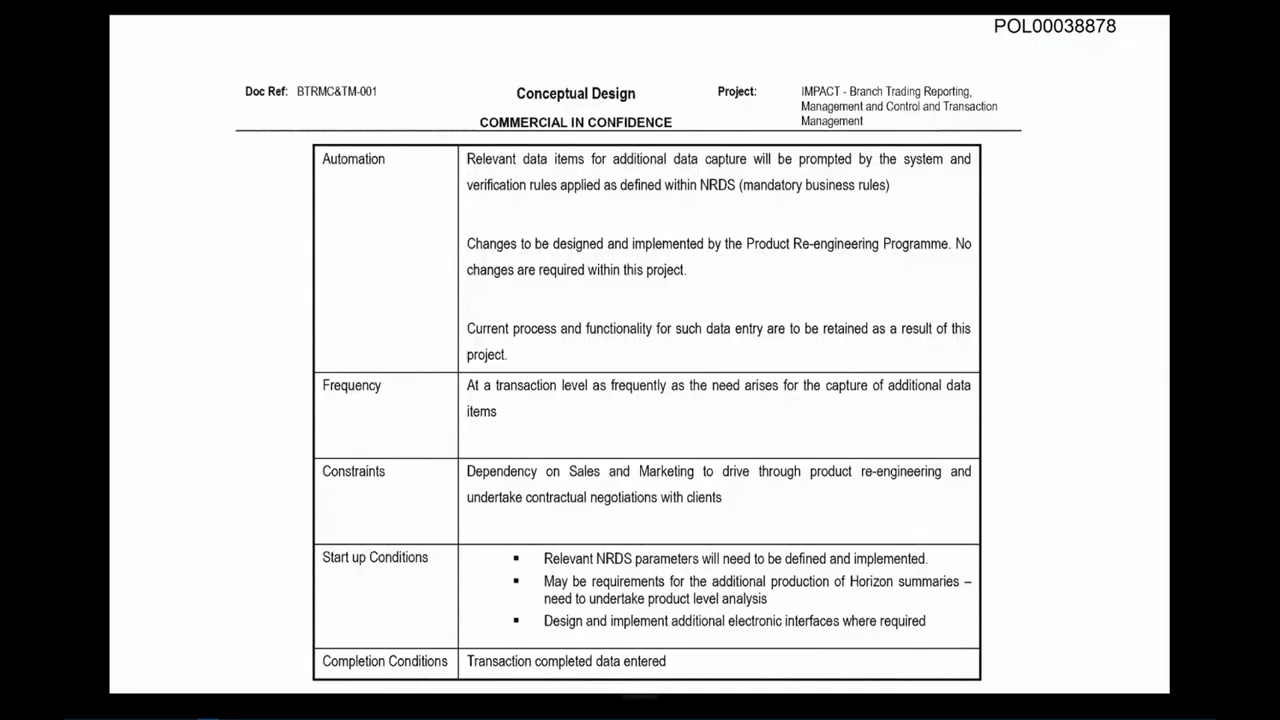 POL00038878
Doc Ref: BTRMC&TM-001 Conceptual Design Project: IMPACT - Branch Trading Reporting,
Management and Control and Transaction
COMMERCIAL IN CONFIDENCE Management
Automation Relevant data items for additional data capture will be prompted by the system and
verification rules applied as defined within NRDS (mandatory business rules)
Changes to be designed and implemented by the Product Re-engineering Programme. No
changes are required within this project.
Current process and functionality for such data entry are to be retained as a result of this
project.
Frequency At a transaction level as frequently as the need arises for the capture of additional data
items
Constraints Dependency on Sales and Marketing to drive through product re-engineering and
undertake contractual negotiations with clients
Start up Conditions ▪ Relevant NRDS parameters will need to be defined and implemented.
▪ May be requirements for the additional production of Horizon summaries –
need to undertake product level analysis
▪ Design and implement additional electronic interfaces where required
Completion Conditions Transaction completed data entered